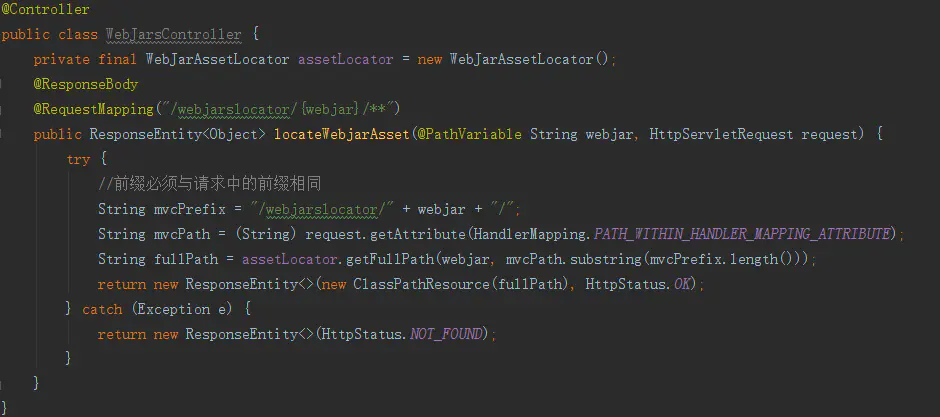 @Controller
public class WebJarsController {
    private final WebJarAssetLocator assetLocator = new WebJarAssetLocator();
    @ResponseBody
    @RequestMapping("/webjarslocator/{webjar}/**")
    public ResponseEntity<Object> locateWebjarAsset(@PathVariable String webjar, HttpServletRequest request) {
        try {
            //前缀必须与请求中的前缀相同
            String mvcPrefix = "/webjarslocator/" + webjar + "/";
            String mvcPath = (String) request.getAttribute(HandlerMapping.PATH_WITHIN_HANDLER_MAPPING_ATTRIBUTE);
            String fullPath = assetLocator.getFullPath(webjar, mvcPath.substring(mvcPrefix.length()));
            return new ResponseEntity<>(new ClassPathResource(fullPath), HttpStatus.OK);
        } catch (Exception e) {
            return new ResponseEntity<>(HttpStatus.NOT_FOUND);
        }
    }
}